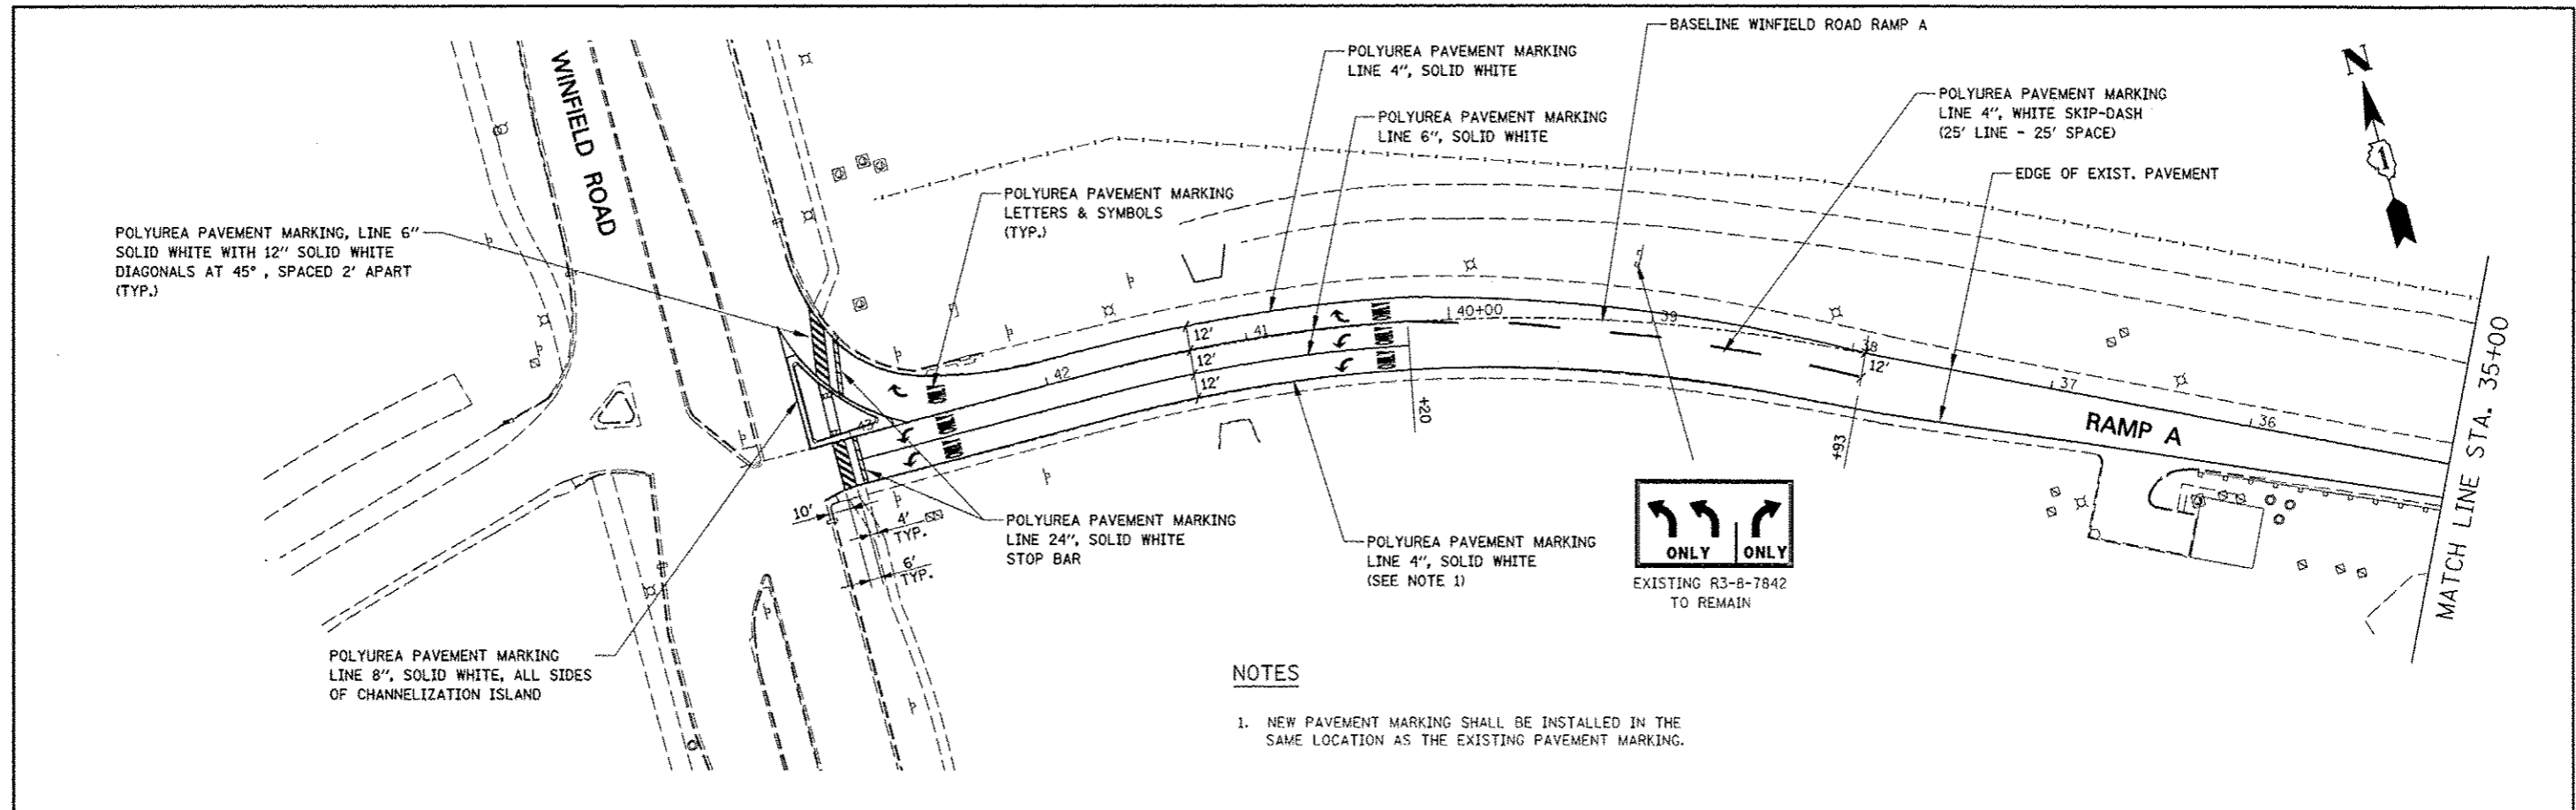 BASELINE WINFIELD ROAD RAMP A
POLYUREA PAVEMENT MARKING
LINE 4", SOLID WHITE
N
1
WINFIELD ROAD
POLYUREA PAVEMENT MARKING
LINE 4", WHITE SKIP-DASH
(25' LINE - 25' SPACE)
POLYUREA PAVEMENT MARKING
LINE 6", SOLID WHITE
EDGE OF EXIST. PAVEMENT
POLYUREA PAVEMENT MARKING
LETTERS & SYMBOLS
(TYP.)
POLYUREA PAVEMENT MARKING, LINE 6"
SOLID WHITE WITH 12" SOLID WHITE
DIAGONALS AT 45°, SPACED 2' APART
(TYP.)
12'
12'
12'
43
42
41
40+00
39
38
37
36
ONLY
ONLY
ONLY
ONLY
ONLY
ONLY
12'
+20
+93
RAMP A
MATCH LINE STA. 35+00
10'
4'
TYP.
6'
TYP.
POLYUREA PAVEMENT MARKING
LINE 24", SOLID WHITE
STOP BAR
POLYUREA PAVEMENT MARKING
LINE 4", SOLID WHITE
(SEE NOTE 1)
ONLY ONLY
EXISTING R3-8-7842
TO REMAIN
POLYUREA PAVEMENT MARKING
LINE 8", SOLID WHITE, ALL SIDES
OF CHANNELIZATION ISLAND
NOTES
1. NEW PAVEMENT MARKING SHALL BE INSTALLED IN THE
SAME LOCATION AS THE EXISTING PAVEMENT MARKING.